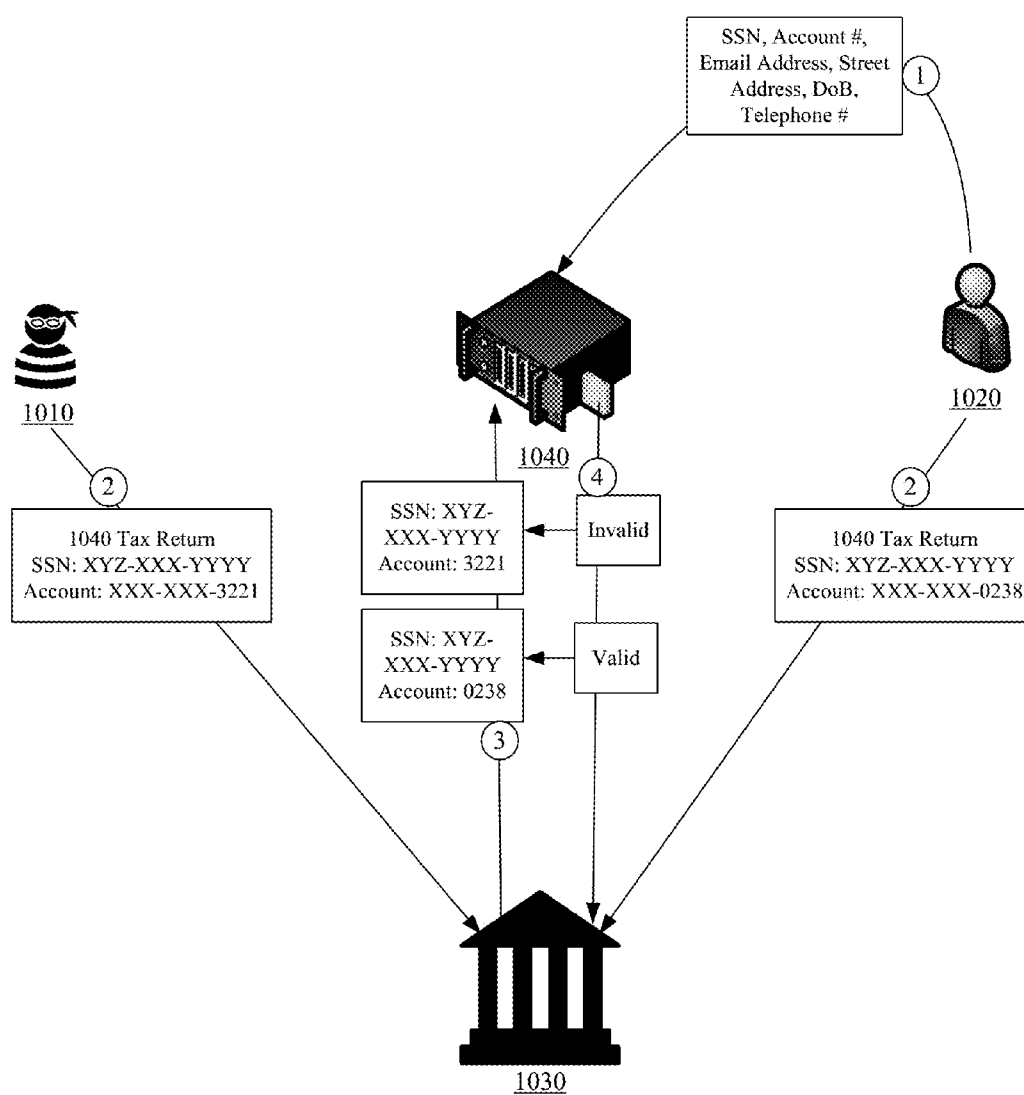 SSN, Account #,
Email Address, Street
Address, DoB,
Telephone #
1
1010
1040
1020
2
1040 Tax Return
SSN: XYZ-XXX-YYYY
Account: XXX-XXX-3221
4
SSN: XYZ-
XXX-YYYY
Account: 3221
Invalid
2
1040 Tax Return
SSN: XYZ-XXX-YYYY
Account: XXX-XXX-0238
SSN: XYZ-
XXX-YYYY
Account: 0238
Valid
3
1030